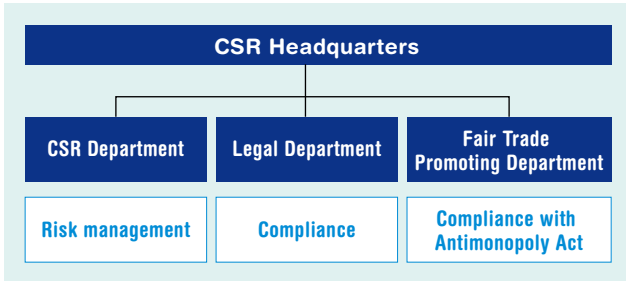 CSR Headquarters
CSR Department
Legal Department
Fair Trade
Promoting Department
Risk management
Compliance
Compliance with
Antimonopoly Act